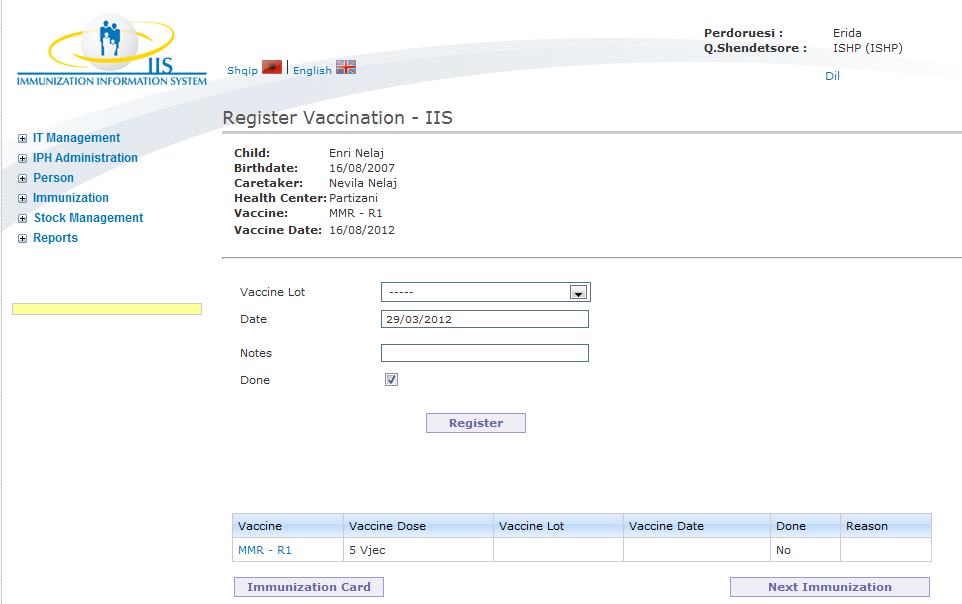 IIS
IMMUNIZATION INFORMATION SYSTEM
Shqip | English
Perdoruesi : Erida
Q.Shendetsore : ISHP (ISHP)
Dil
IT Management
IPH Administration
Person
Immunization
Stock Management
Reports
Register Vaccination - IIS
Child: Enri Nelaj
Birthdate: 16/08/2007
Caretaker: Nevila Nelaj
Health Center: Partizani
Vaccine: MMR - R1
Vaccine Date: 16/08/2012
Vaccine Lot -----
Date 29/03/2012
Notes
Done
Register
Vaccine Vaccine Dose Vaccine Lot Vaccine Date Done Reason
MMR - R1 5 Vjec No
Immunization Card Next Immunization